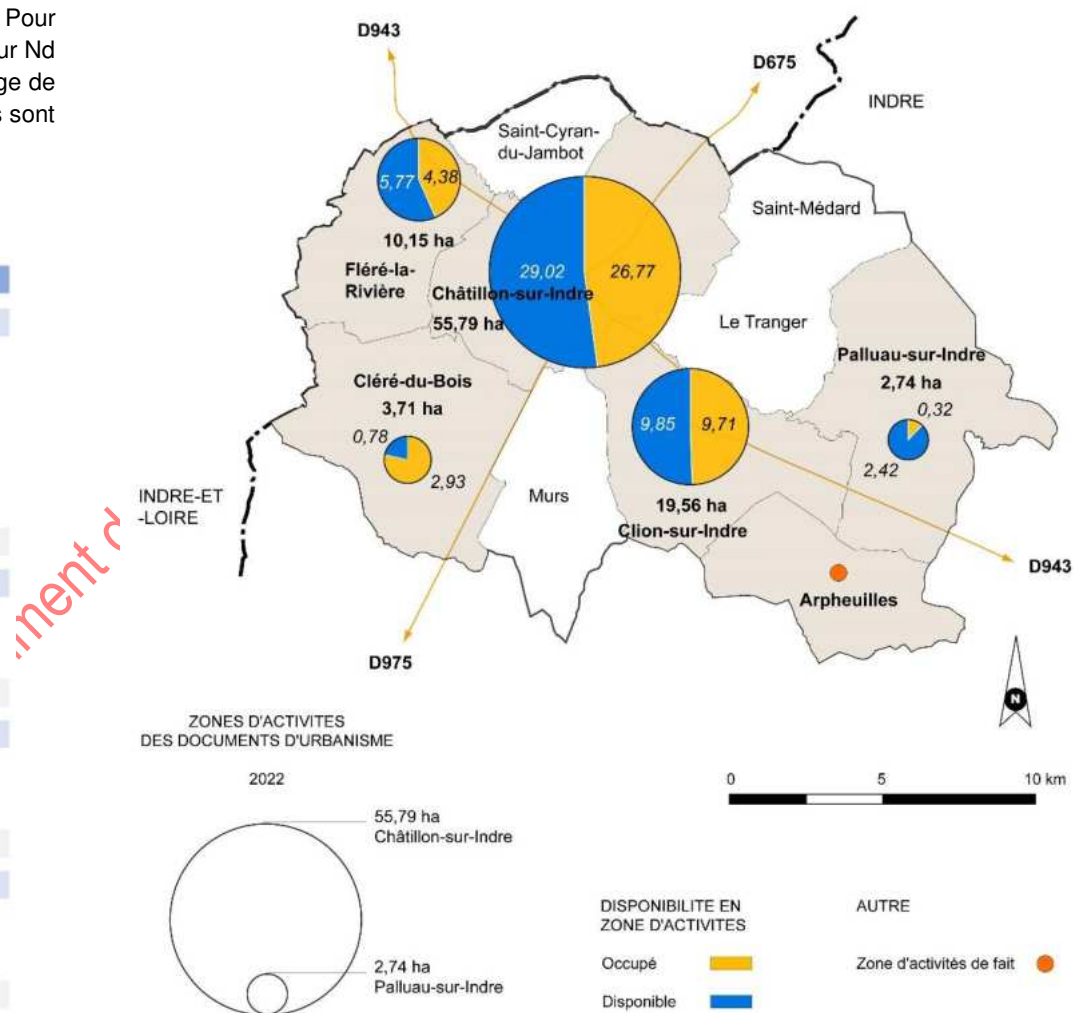 Pour
ur Nd
ge de
s sont
D943
D675
INDRE
Saint-Cyran-
du-Jambot
Saint-Médard
5,77
4,38
10,15 ha
Fléré-la-
Rivière
29,02
26,77
Châtillon-sur-Indre
55,79 ha
Le Tranger
Palluau-sur-Indre
2,74 ha
0,32
2,42
Cléré-du-Bois
3,71 ha
0,78
2,93
9,85
9,71
19,56 ha
Clion-sur-Indre
Murs
INDRE-ET
-LOIRE
D943
Arpheuilles
D975
ment d
N
ZONES D'ACTIVITES
DES DOCUMENTS D'URBANISME
2022
55,79 ha
Châtillon-sur-Indre
2,74 ha
Palluau-sur-Indre
0 5 10 km
DISPONIBILITE EN
ZONE D'ACTIVITES
Occupé
Disponible
AUTRE
Zone d'activités de fait